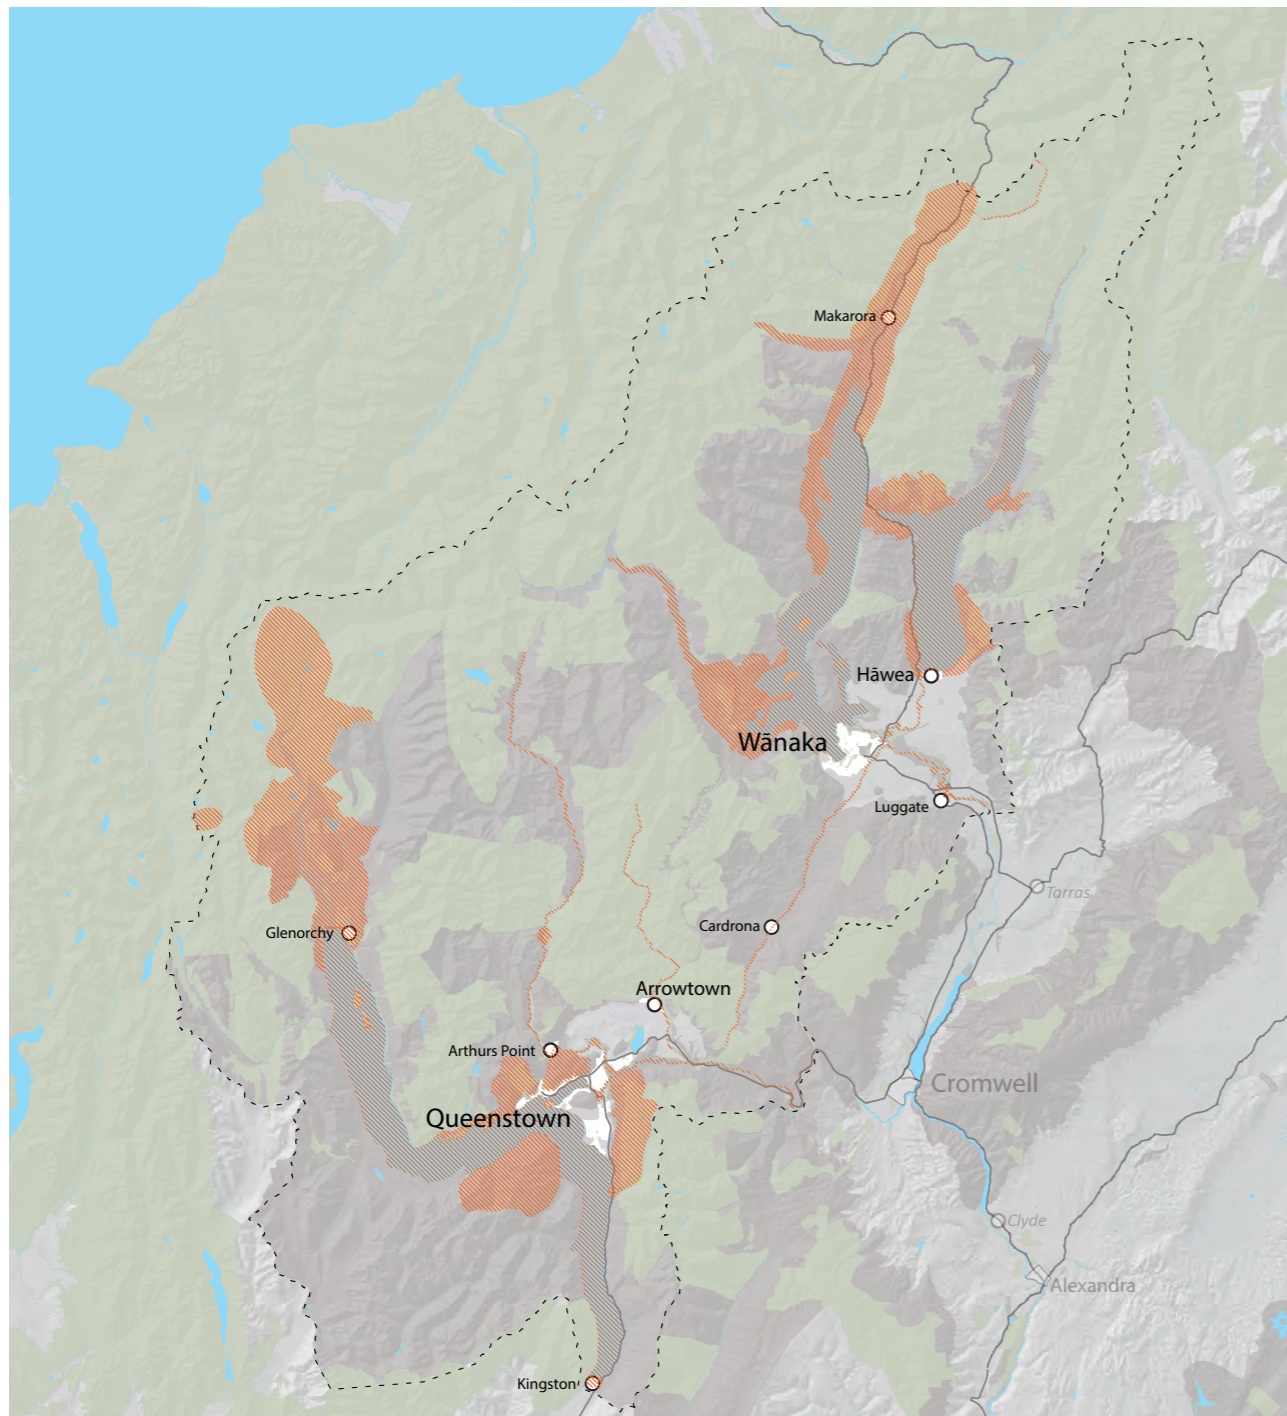 Makarora
Hāwea
Wānaka
Luggate
Tarras
Cardrona
Glenorchy
Arrowtown
Arthurs Point
Cromwell
Queenstown
Clyde
Alexandra
Kingston